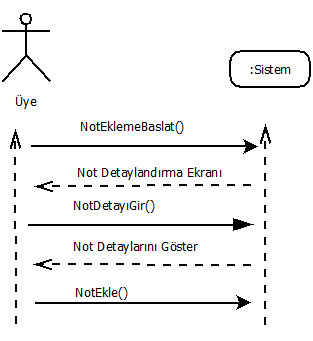 :Sistem
Üye
NotEklemeBaslat()
Not Detaylandırma Ekranı
NotDetayıGir()
Not Detaylarını Göster
NotEkle()